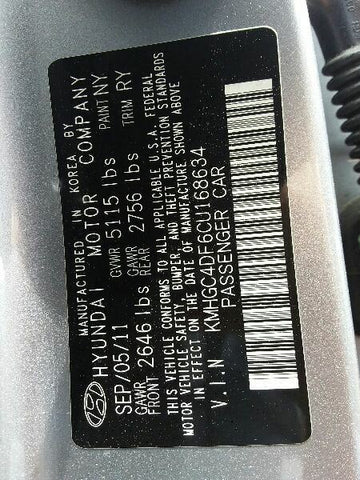 MANUFACTURED IN KOREA BY
HYUNDAI MOTOR COMPANY
SEP/05/11 GVWR 5115 lbs PAINT NY
GAWR FRONT 2646 lbs GAWR REAR 2756 lbs TRIM RY
THIS VEHICLE CONFORMS TO ALL APPLICABLE U.S.A. FEDERAL
MOTOR VEHICLE SAFETY, BUMPER, AND THEFT PREVENTION STANDARDS
IN EFFECT ON THE DATE OF MANUFACTURE SHOWN ABOVE
V.I.N KMHGC4DF6CU168634
PASSENGER CAR